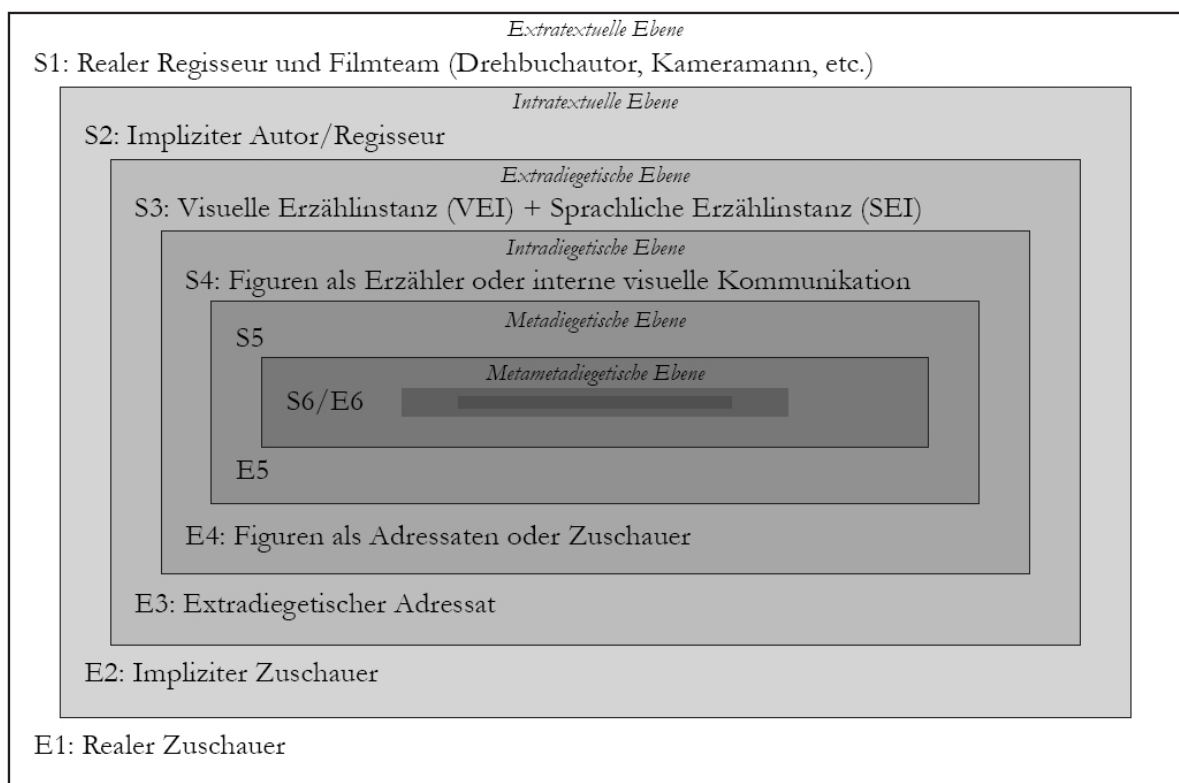 Extratextuelle Ebene
S1: Realer Regisseur und Filmteam (Drehbuchautor, Kameramann, etc.)
Intratextuelle Ebene
S2: Impliziter Autor/Regisseur
Extradiegetische Ebene
S3: Visuelle Erzählinstanz (VEI) + Sprachliche Erzählinstanz (SEI)
Intradiegetische Ebene
S4: Figuren als Erzähler oder interne visuelle Kommunikation
Metadiegetische Ebene
S5
Metametadiegetische Ebene
S6/E6
E5
E4: Figuren als Adressaten oder Zuschauer
E3: Extradiegetischer Adressat
E2: Impliziter Zuschauer
E1: Realer Zuschauer